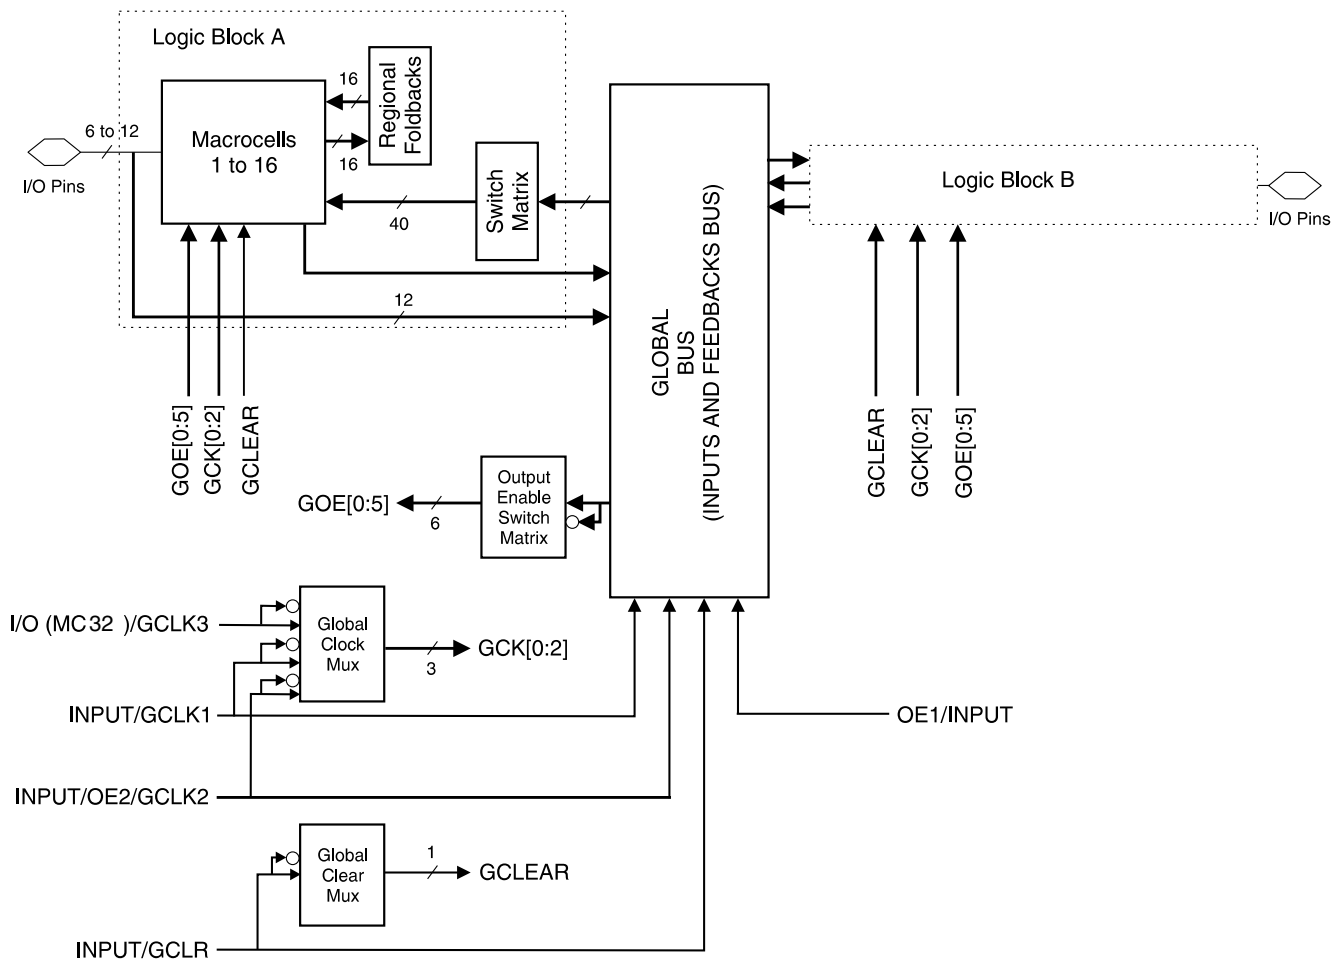 Logic Block A
16
Regional
Foldbacks
6 to 12
Macrocells
1 to 16
16
I/O Pins
Switch
Matrix
40
12
GOE[0:5]
GCK[0:2]
GCLEAR
GLOBAL
BUS
(INPUTS AND FEEDBACKS BUS)
Logic Block B
I/O Pins
GCLEAR
GCK[0:2]
GOE[0:5]
Output
Enable
Switch
Matrix
GOE[0:5]
6
I/O (MC32 )/GCLK3
Global
Clock
Mux
GCK[0:2]
3
INPUT/GCLK1
OE1/INPUT
INPUT/OE2/GCLK2
Global
Clear
Mux
1
GCLEAR
INPUT/GCLR